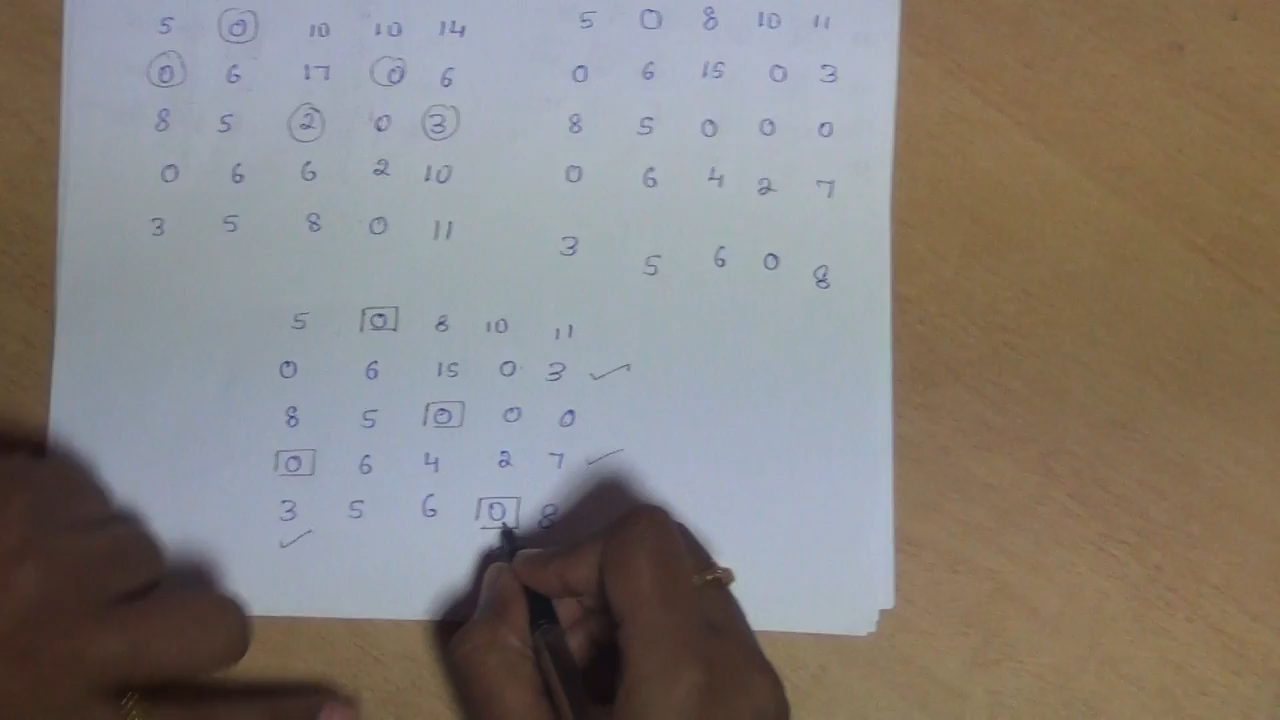 5 0 10 10 14
0 6 17 0 6
8 5 2 0 3
0 6 6 2 10
3 5 8 0 11
5 0 8 10 11
0 6 15 0 3
8 5 0 0 0
0 6 4 2 7
3 5 6 0 8
5 0 8 10 11
0 6 15 0 3 ✓
8 5 0 0 0
0 6 4 2 7 ✓
3 5 6 0 8
✓